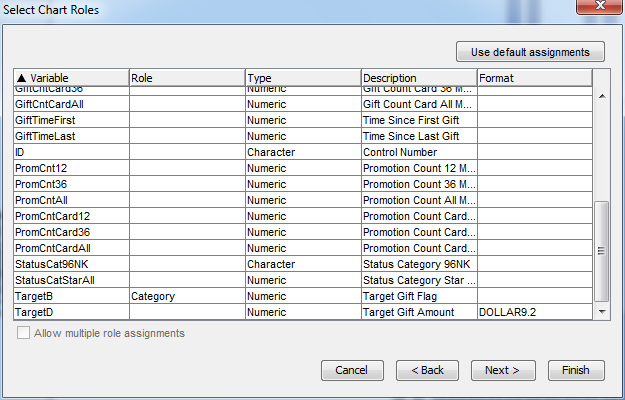 Select Chart Roles
Use default assignments
▲ Variable Role Type Description Format
GiftCntCard36 Numeric Gift Count Card 36 M...
GiftCntCardAll Numeric Gift Count Card All M...
GiftTimeFirst Numeric Time Since First Gift
GiftTimeLast Numeric Time Since Last Gift
ID Character Control Number
PromCnt12 Numeric Promotion Count 12 M...
PromCnt36 Numeric Promotion Count 36 M...
PromCntAll Numeric Promotion Count All M...
PromCntCard12 Numeric Promotion Count Card...
PromCntCard36 Numeric Promotion Count Card...
PromCntCardAll Numeric Promotion Count Card...
StatusCat96NK Character Status Category 96NK
StatusCatStarAll Numeric Status Category Star ...
TargetB Category Numeric Target Gift Flag
TargetD Numeric Target Gift Amount DOLLAR9.2
Allow multiple role assignments
Cancel < Back Next > Finish